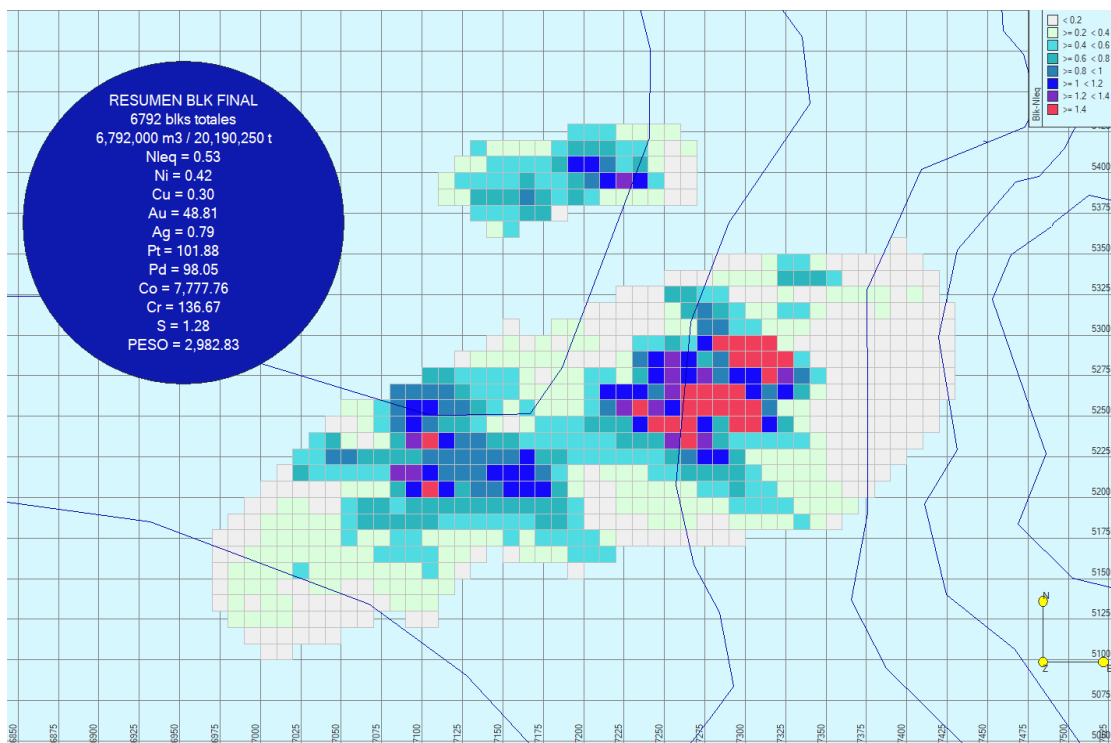 RESUMEN BLK FINAL
6792 blks totales
6,792,000 m3 / 20,190,250 t
NIeq = 0.53
Ni = 0.42
Cu = 0.30
Au = 48.81
Ag = 0.79
Pt = 101.88
Pd = 98.05
Co = 7,777.76
Cr = 136.67
S = 1.28
PESO = 2,982.83
Blk-NIeq
< 0.2
>= 0.2 < 0.4
>= 0.4 < 0.6
>= 0.6 < 0.8
>= 0.8 < 1
>= 1 < 1.2
>= 1.2 < 1.4
>= 1.4
5400
5375
5350
5325
5300
5275
5250
5225
5200
5175
5150
5125
5100
5075
N
Z
6850
6875
6900
6925
6950
6975
7000
7025
7050
7075
7100
7125
7150
7175
7200
7225
7250
7275
7300
7325
7350
7375
7400
7425
7450
7475
7500